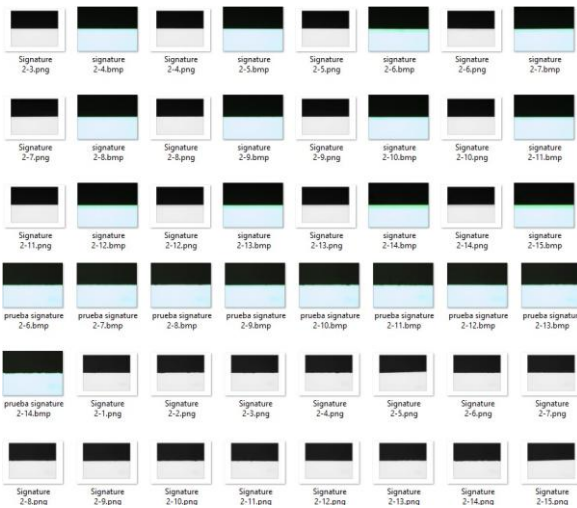 Signature 2-3.png
signature 2-4.bmp
Signature 2-4.png
signature 2-5.bmp
Signature 2-5.png
signature 2-6.bmp
Signature 2-6.png
signature 2-7.bmp
Signature 2-7.png
signature 2-8.bmp
Signature 2-8.png
signature 2-9.bmp
Signature 2-9.png
signature 2-10.bmp
Signature 2-10.png
signature 2-11.bmp
Signature 2-11.png
signature 2-12.bmp
Signature 2-12.png
signature 2-13.bmp
Signature 2-13.png
signature 2-14.bmp
Signature 2-14.png
signature 2-15.bmp
prueba signature 2-6.bmp
prueba signature 2-7.bmp
prueba signature 2-8.bmp
prueba signature 2-9.bmp
prueba signature 2-10.bmp
prueba signature 2-11.bmp
prueba signature 2-12.bmp
prueba signature 2-13.bmp
prueba signature 2-14.bmp
Signature 2-1.png
Signature 2-2.png
Signature 2-3.png
Signature 2-4.png
Signature 2-5.png
Signature 2-6.png
Signature 2-7.png
Signature 2-8.png
Signature 2-9.png
Signature 2-10.png
Signature 2-11.png
Signature 2-12.png
Signature 2-13.png
Signature 2-14.png
Signature 2-15.png